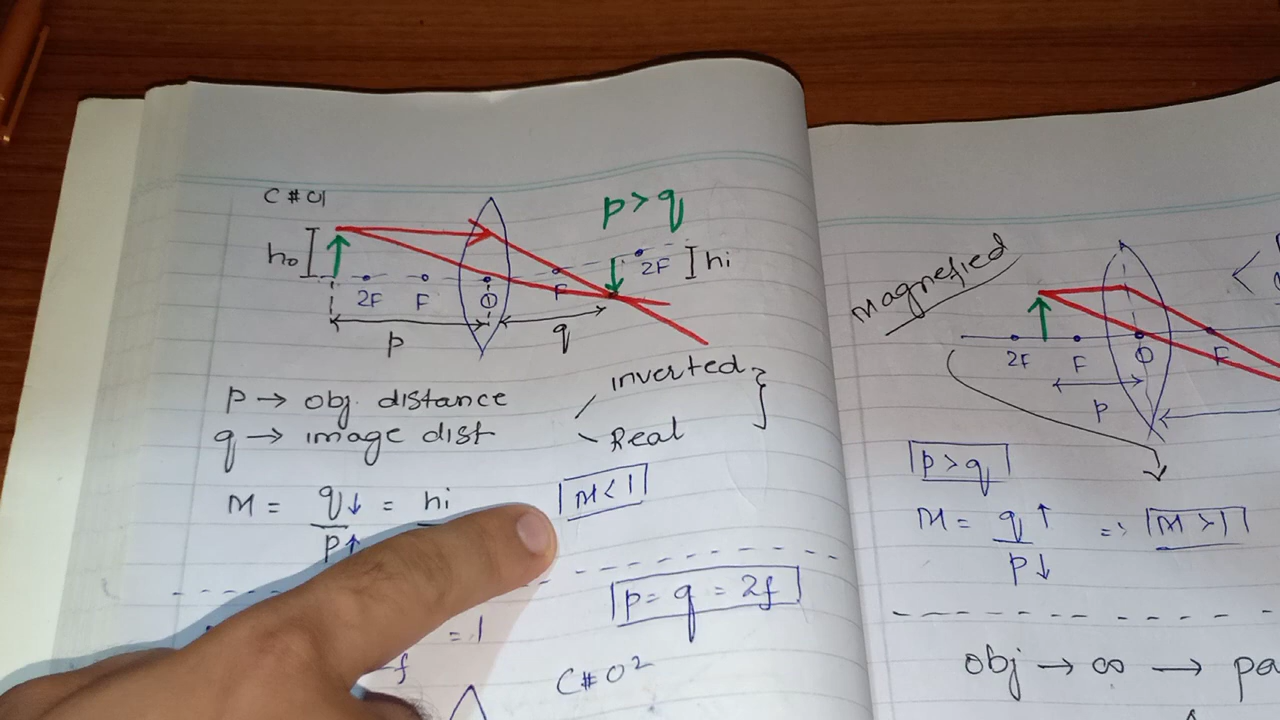 C # 01
p > q
ho
2F F O F 2F
hi
p q
p → obj. distance
q → image dist
inverted
Real
M = q↓ = hi
p↑
M < 1
= 1
p = q = 2f
f
C # 02
magnefied
2F F O F
p
p > q
M = q↑ => M > 1
p↓
obj → ∞ →